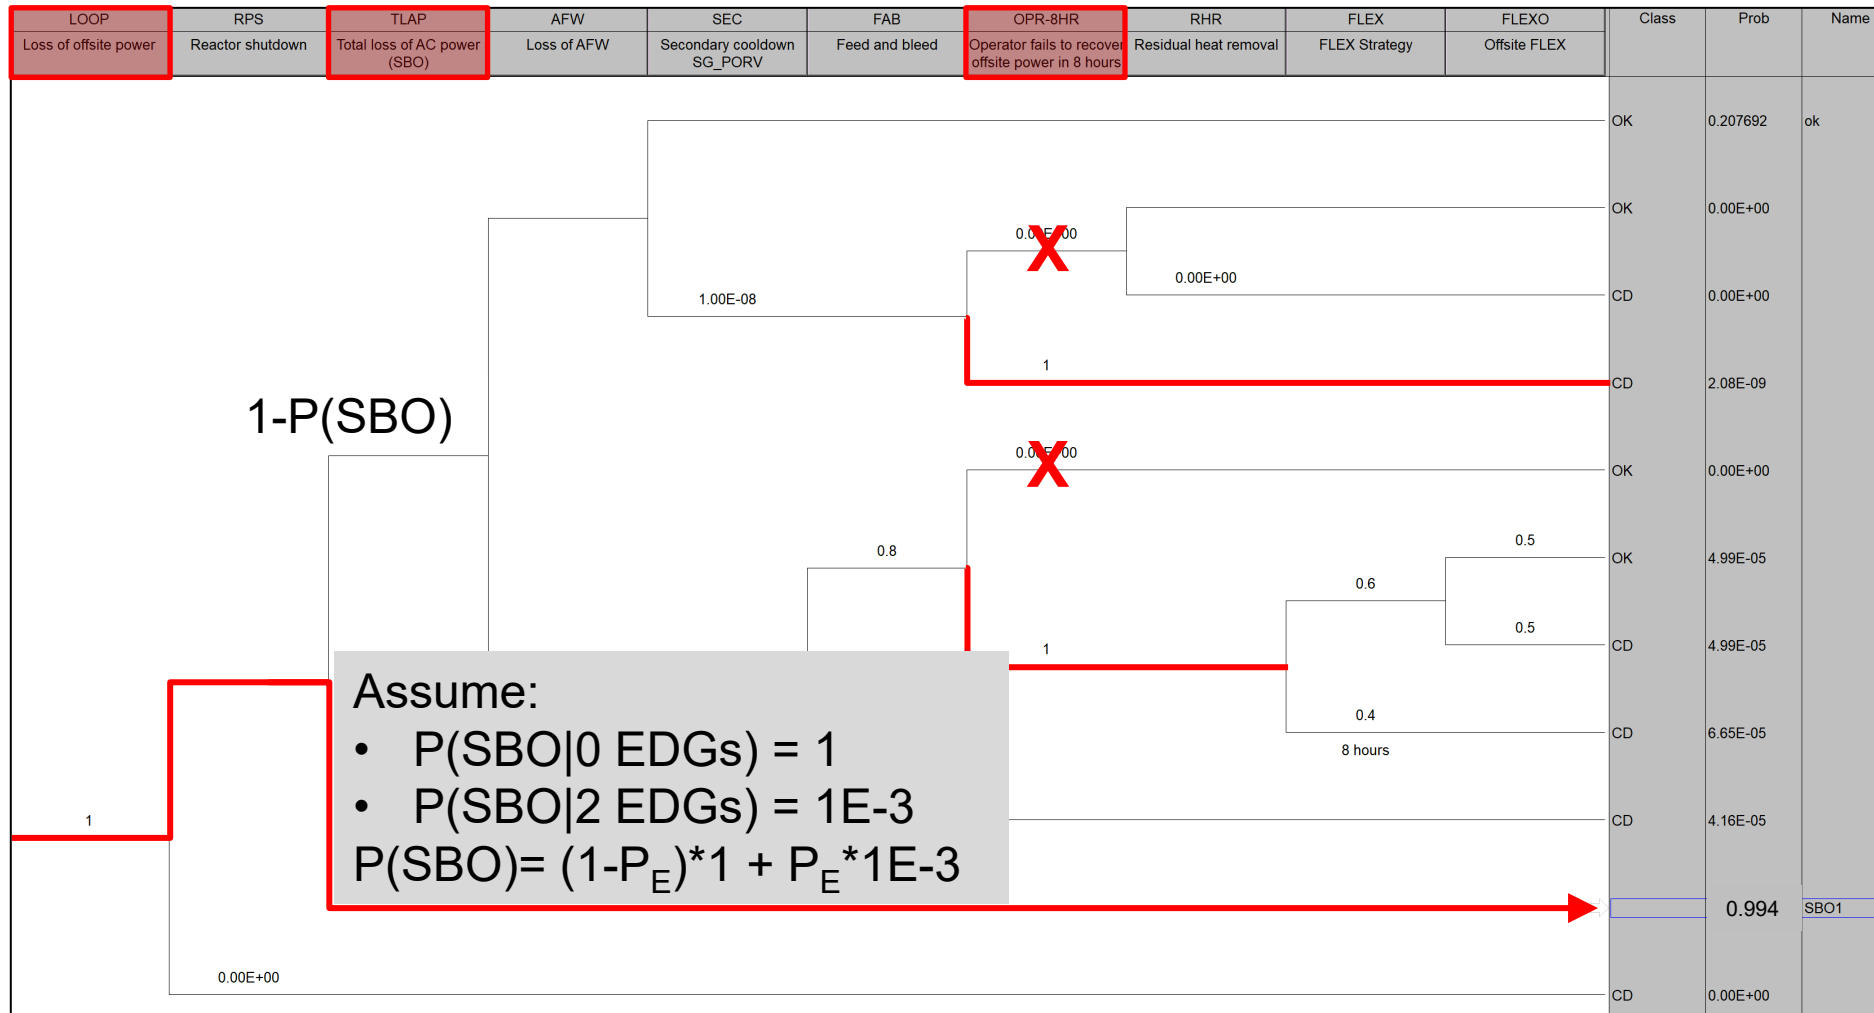 LOOP RPS TLAP AFW SEC FAB OPR-8HR RHR FLEX FLEXO Class Prob Name
Loss of offsite power
Reactor shutdown
Total loss of AC power
(SBO)
Loss of AFW
Secondary cooldown
SG_PORV
Feed and bleed
Operator fails to recover
offsite power in 8 hours
Residual heat removal
FLEX Strategy
Offsite FLEX
OK 0.207692 ok
OK 0.00E+00
0.00E+00
0.00E+00
CD 0.00E+00
1.00E-08
1
CD 2.08E-09
1-P(SBO)
0.00E+00
OK 0.00E+00
0.5
0.8
OK 4.99E-05
0.6
0.5
1
CD 4.99E-05
0.4
CD 6.65E-05
8 hours
Assume:
• P(SBO|0 EDGs) = 1
• P(SBO|2 EDGs) = 1E-3
P(SBO)= (1-PE)*1 + PE*1E-3
1
CD 4.16E-05
0.994 SBO1
0.00E+00
CD 0.00E+00